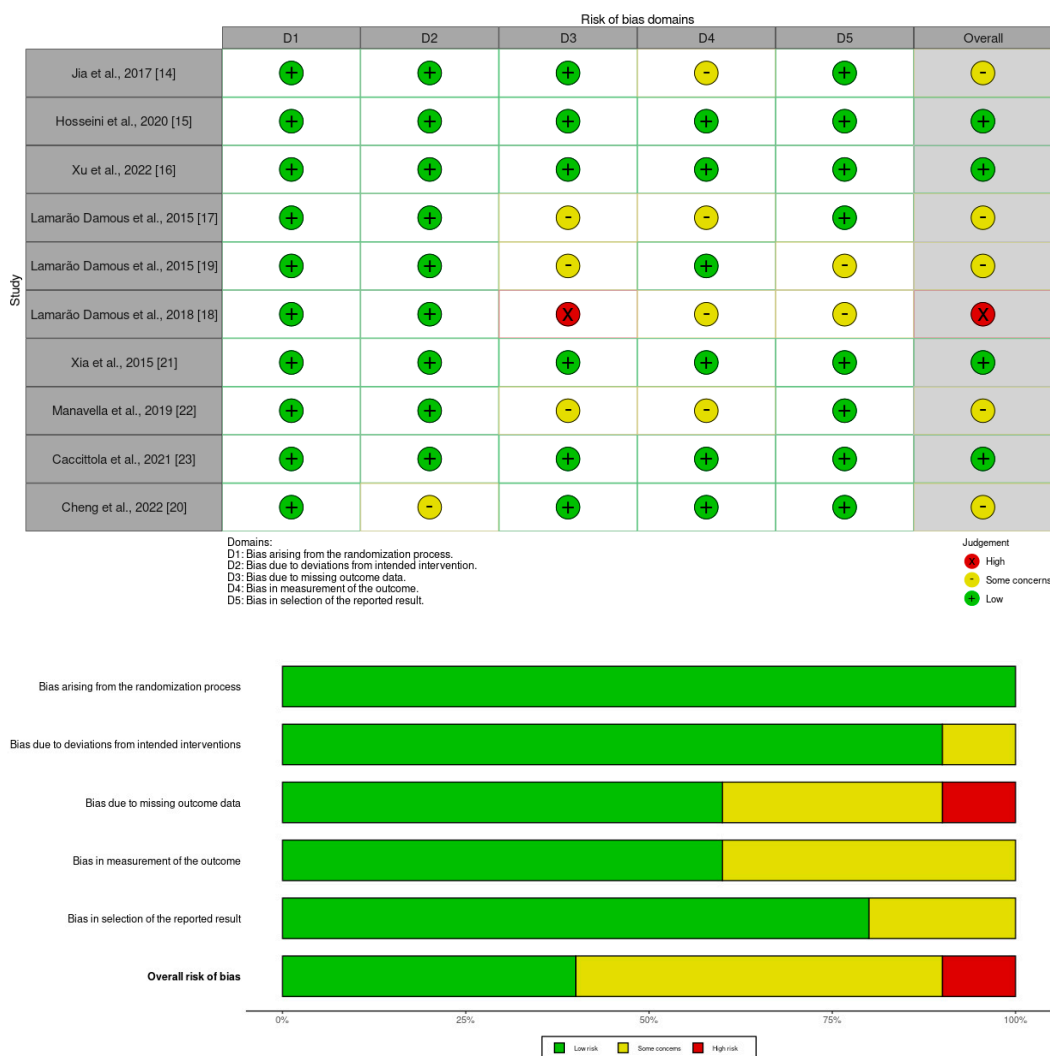 Risk of bias domains
D1 D2 D3 D4 D5 Overall
Study
Jia et al., 2017 [14] + + + - + -
Hosseini et al., 2020 [15] + + + + + +
Xu et al., 2022 [16] + + + + + +
Lamarão Damous et al., 2015 [17] + + - - + -
Lamarão Damous et al., 2015 [19] + + - + - -
Lamarão Damous et al., 2018 [18] + + X - - X
Xia et al., 2015 [21] + + + + + +
Manavella et al., 2019 [22] + + - - + -
Caccittola et al., 2021 [23] + + + + + +
Cheng et al., 2022 [20] + - + + + -
Domains:
D1: Bias arising from the randomization process.
D2: Bias due to deviations from intended intervention.
D3: Bias due to missing outcome data.
D4: Bias in measurement of the outcome.
D5: Bias in selection of the reported result.
Judgement
X High
- Some concerns
+ Low
Bias arising from the randomization process
Bias due to deviations from intended interventions
Bias due to missing outcome data
Bias in measurement of the outcome
Bias in selection of the reported result
Overall risk of bias
0% 25% 50% 75% 100%
Low risk Some concerns High risk